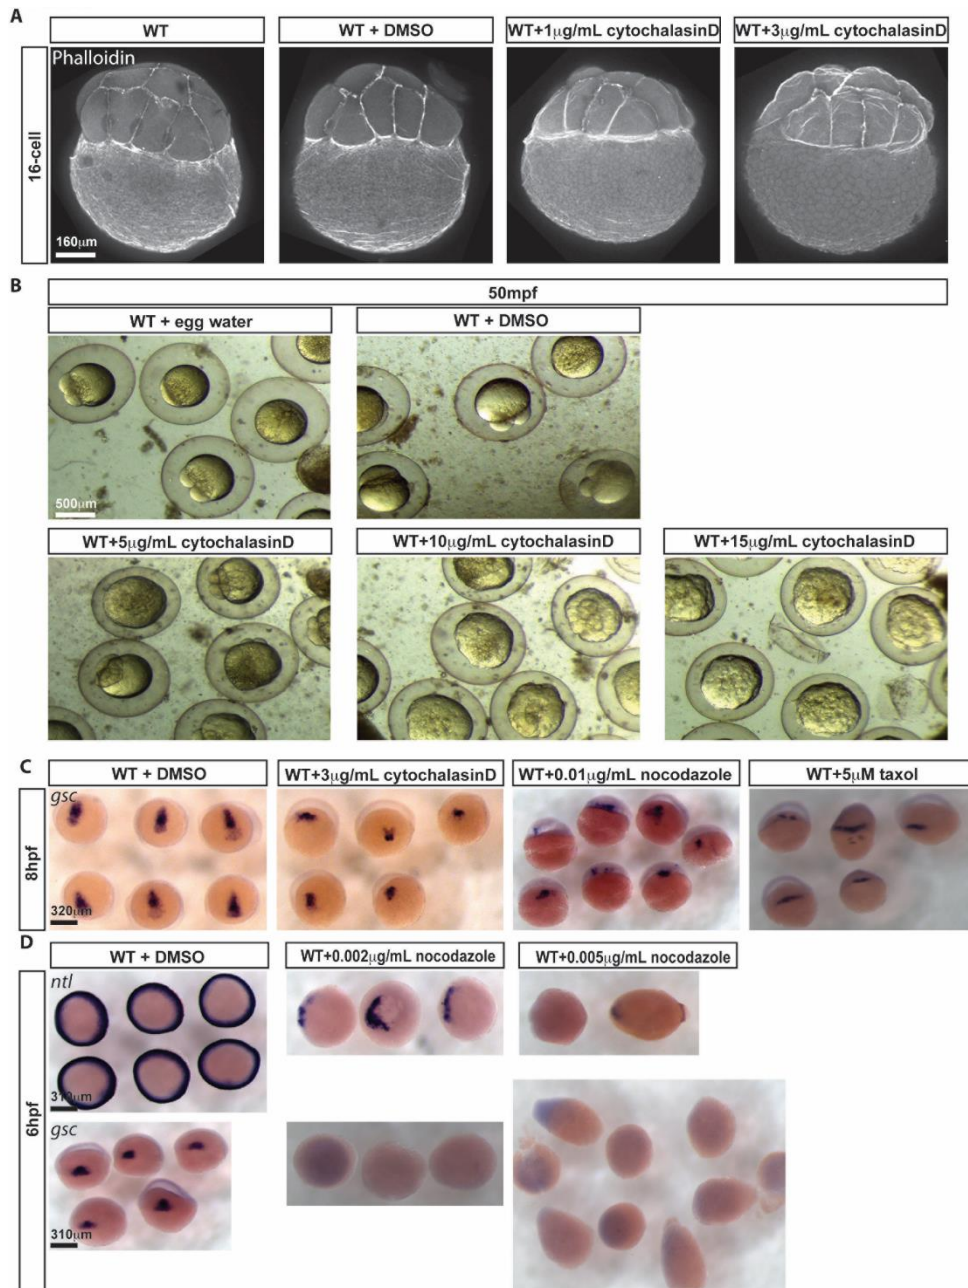 A
WT
WT + DMSO
WT+1µg/mL cytochalasinD
WT+3µg/mL cytochalasinD
16-cell
Phalloidin
160µm
B
50mpf
WT + egg water
WT + DMSO
500µm
WT+5µg/mL cytochalasinD
WT+10µg/mL cytochalasinD
WT+15µg/mL cytochalasinD
C
WT + DMSO
WT+3µg/mL cytochalasinD
WT+0.01µg/mL nocodazole
WT+5µM taxol
8hpf
gsc
320µm
D
WT + DMSO
WT+0.002µg/mL nocodazole
WT+0.005µg/mL nocodazole
6hpf
ntl
310µm
gsc
310µm